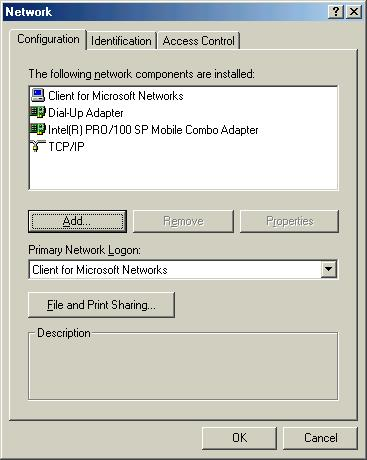 Network
Configuration Identification Access Control
The following network components are installed:
Client for Microsoft Networks
Dial-Up Adapter
Intel(R) PRO/100 SP Mobile Combo Adapter
TCP/IP
Add... Remove Properties
Primary Network Logon:
Client for Microsoft Networks
File and Print Sharing...
Description
OK Cancel